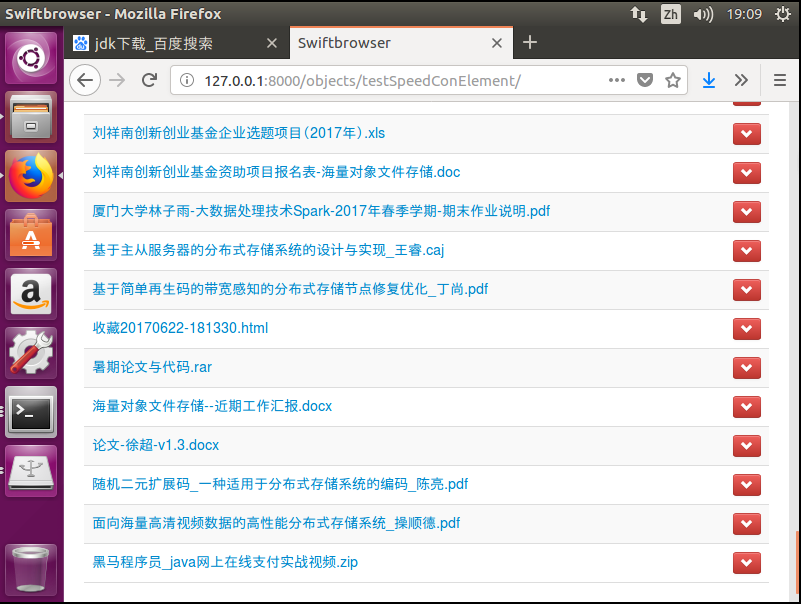 Swiftbrowser - Mozilla Firefox
Zh
19:09
jdk下载_百度搜索
Swiftbrowser
127.0.0.1:8000/objects/testSpeedConElement/
刘祥南创新创业基金企业选题项目（2017年）.xls
刘祥南创新创业基金资助项目报名表-海量对象文件存储.doc
厦门大学林子雨-大数据处理技术Spark-2017年春季学期-期末作业说明.pdf
基于主从服务器的分布式存储系统的设计与实现_王睿.caj
基于简单再生码的带宽感知的分布式存储节点修复优化_丁尚.pdf
收藏20170622-181330.html
暑期论文与代码.rar
海量对象文件存储--近期工作汇报.docx
论文-徐超-v1.3.docx
随机二元扩展码_一种适用于分布式存储系统的编码_陈亮.pdf
面向海量高清视频数据的高性能分布式存储系统_操顺德.pdf
黑马程序员_java网上在线支付实战视频.zip